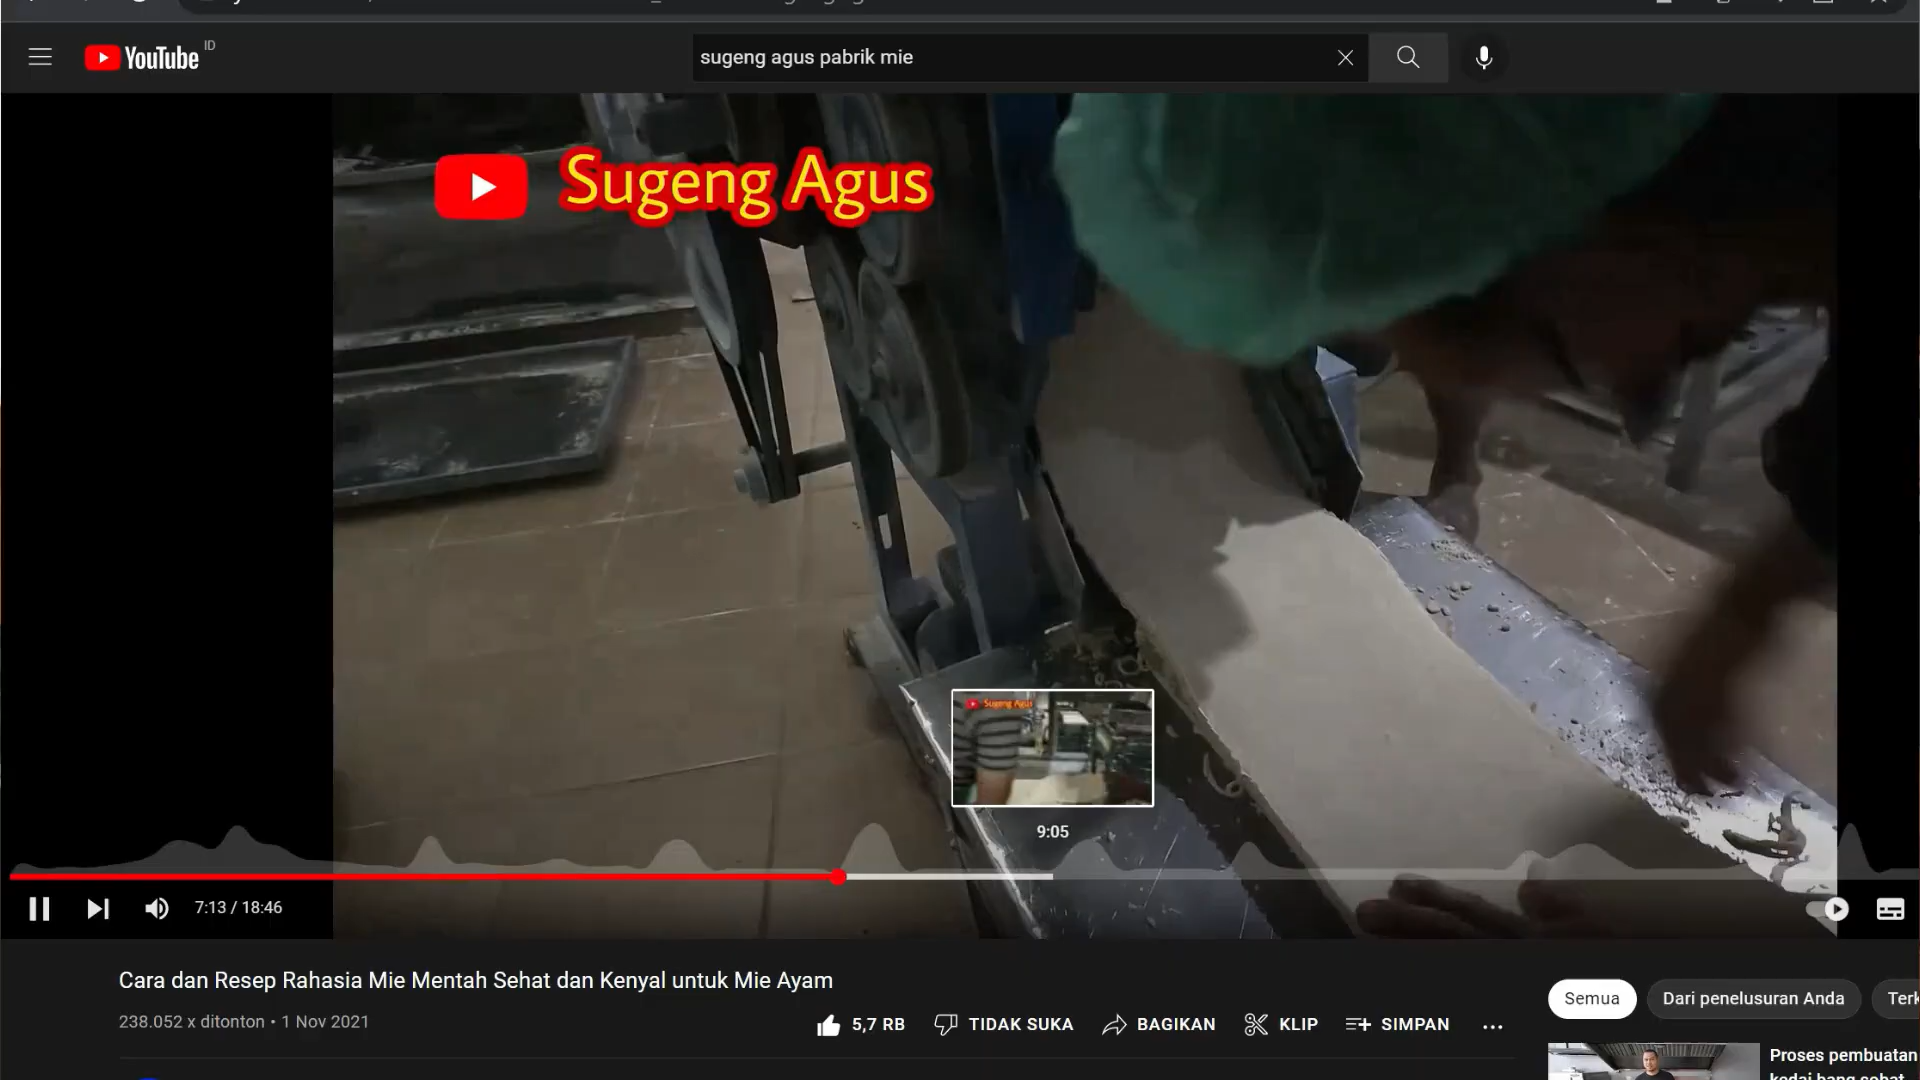 YouTube ID
sugeng agus pabrik mie
Sugeng Agus
Sugeng Agus
9:05
7:13 / 18:46
Cara dan Resep Rahasia Mie Mentah Sehat dan Kenyal untuk Mie Ayam
238.052 x ditonton • 1 Nov 2021
5,7 RB
TIDAK SUKA
BAGIKAN
KLIP
SIMPAN
Semua
Dari penelusuran Anda
Proses pembuatan